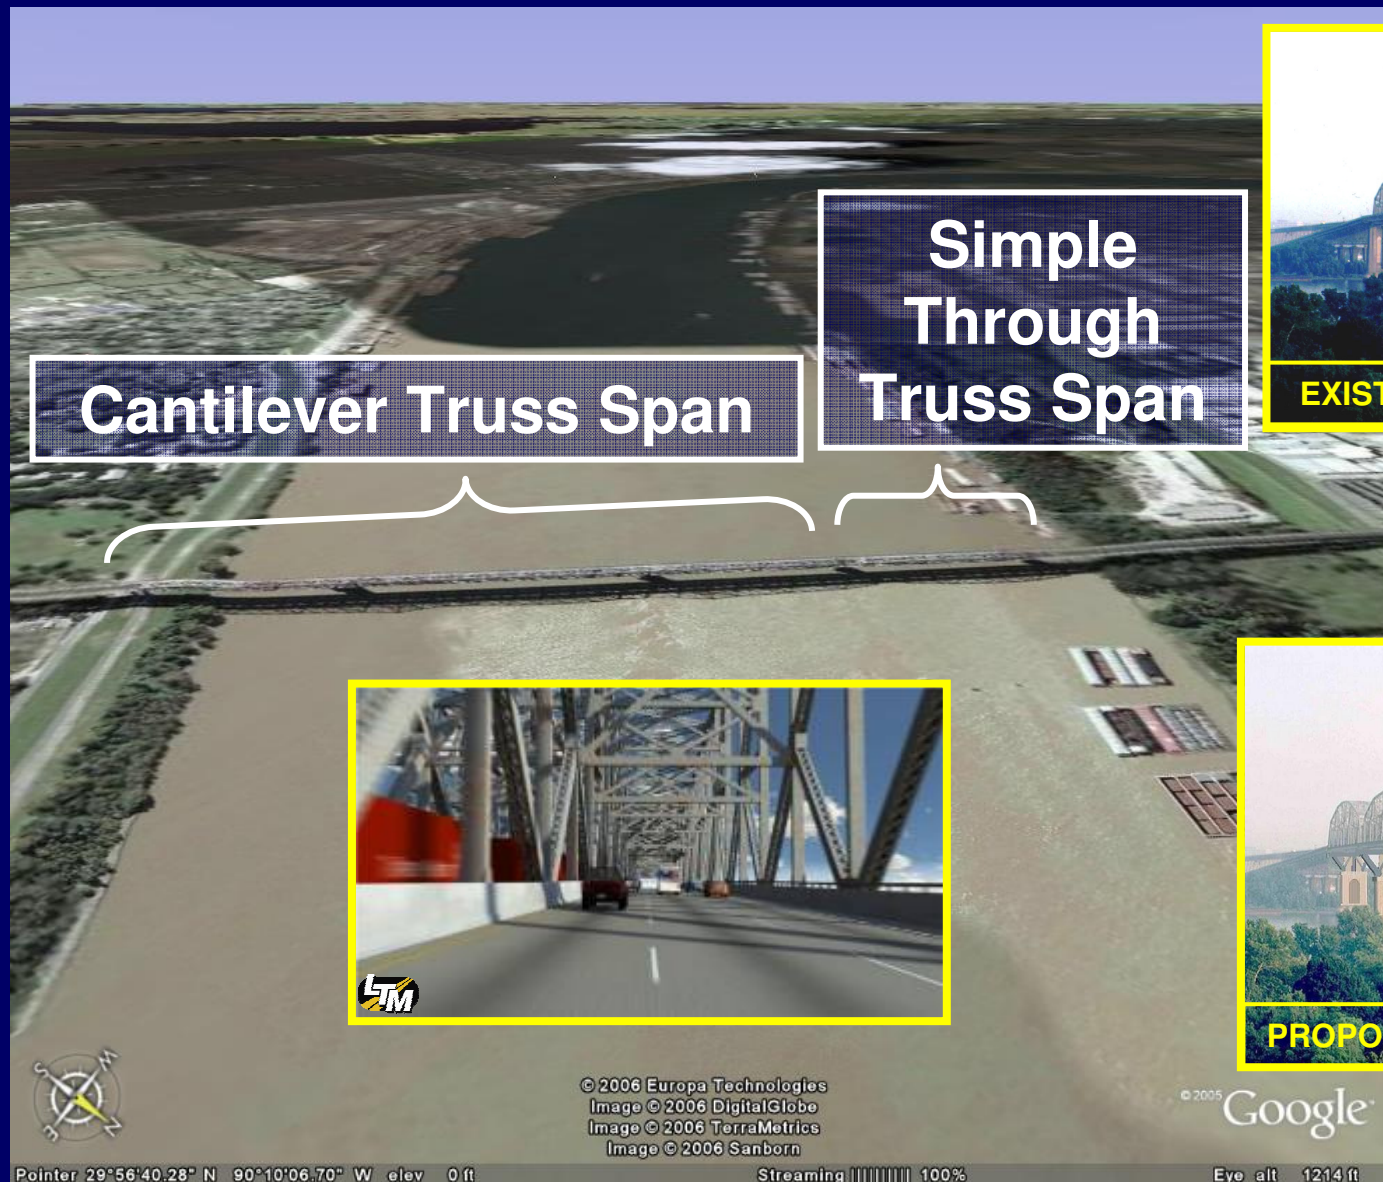 Simple
Through
Truss Span
Cantilever Truss Span
EXIST
LTM
PROPO
S
W
E
N
© 2006 Europa Technologies
Image © 2006 DigitalGlobe
Image © 2006 TerraMetrics
Image © 2006 Sanborn
©2005 Google
Pointer 29°56'40.28" N 90°10'06.70" W elev 0 ft Streaming |||||||||| 100% Eye alt 1214 ft